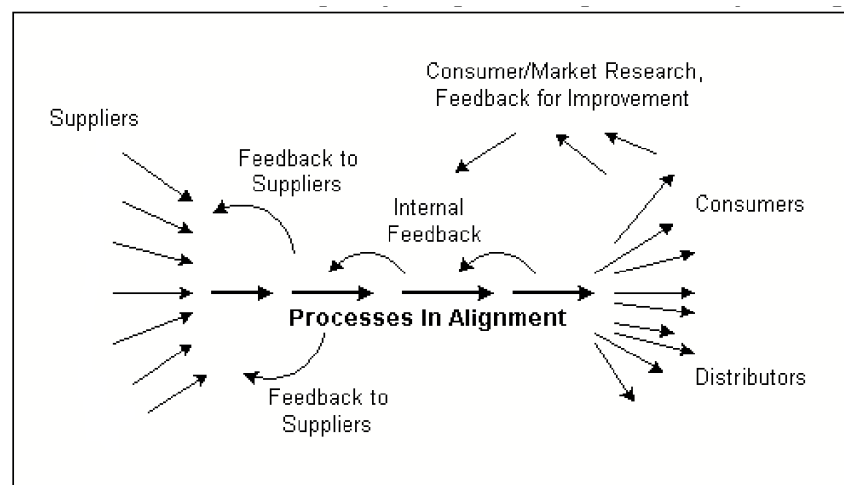 Consumer/Market Research,
Feedback for Improvement
Suppliers
Feedback to
Suppliers
Internal
Feedback
Consumers
Processes In Alignment
Feedback to
Suppliers
Distributors